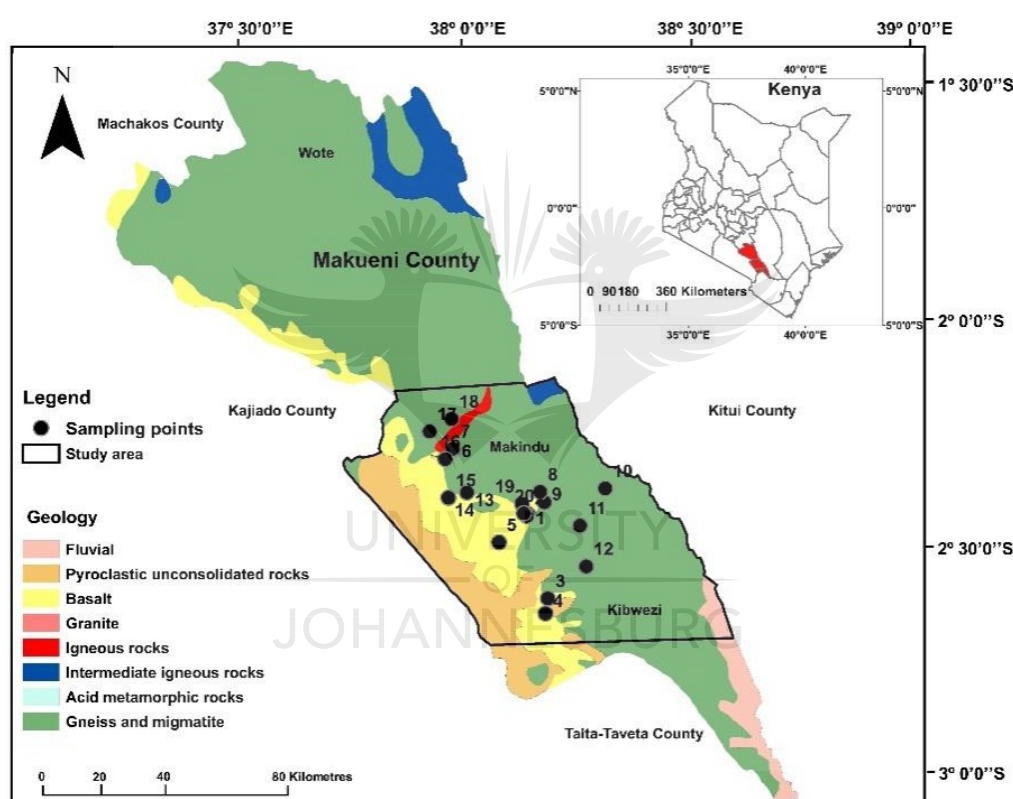 37° 30’0’’E
38° 0’0’’E
38° 30’0’’E
39° 0’0’’E
N
Machakos County
Wote
Makueni County
35°0'0"E
40°0'0"E
Kenya
5°0'0"N
5°0'0"N
0°0'0"
0°0'0"
0 90 180 360 Kilometers
5°0'0"S
5°0'0"S
35°0'0"E
40°0'0"E
1° 30’0’’S
2° 0’0’’S
2° 30’0’’S
3° 0’0’’S
Legend
Sampling points
Study area
Kajiado County
Kitui County
Makindu
17
18
7
16
6
15
13
14
19
20
8
9
1
5
10
11
12
3
4
Kibwezi
UNIVERSITY
OF
JOHANNESBURG
Geology
Fluvial
Pyroclastic unconsolidated rocks
Basalt
Granite
Igneous rocks
Intermediate igneous rocks
Acid metamorphic rocks
Gneiss and migmatite
Taita-Taveta County
0 20 40 80 Kilometres